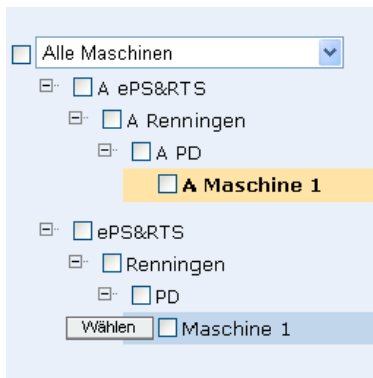 Alle Maschinen
A ePS&RTS
A Renningen
A PD
A Maschine 1
ePS&RTS
Renningen
PD
Wählen Maschine 1